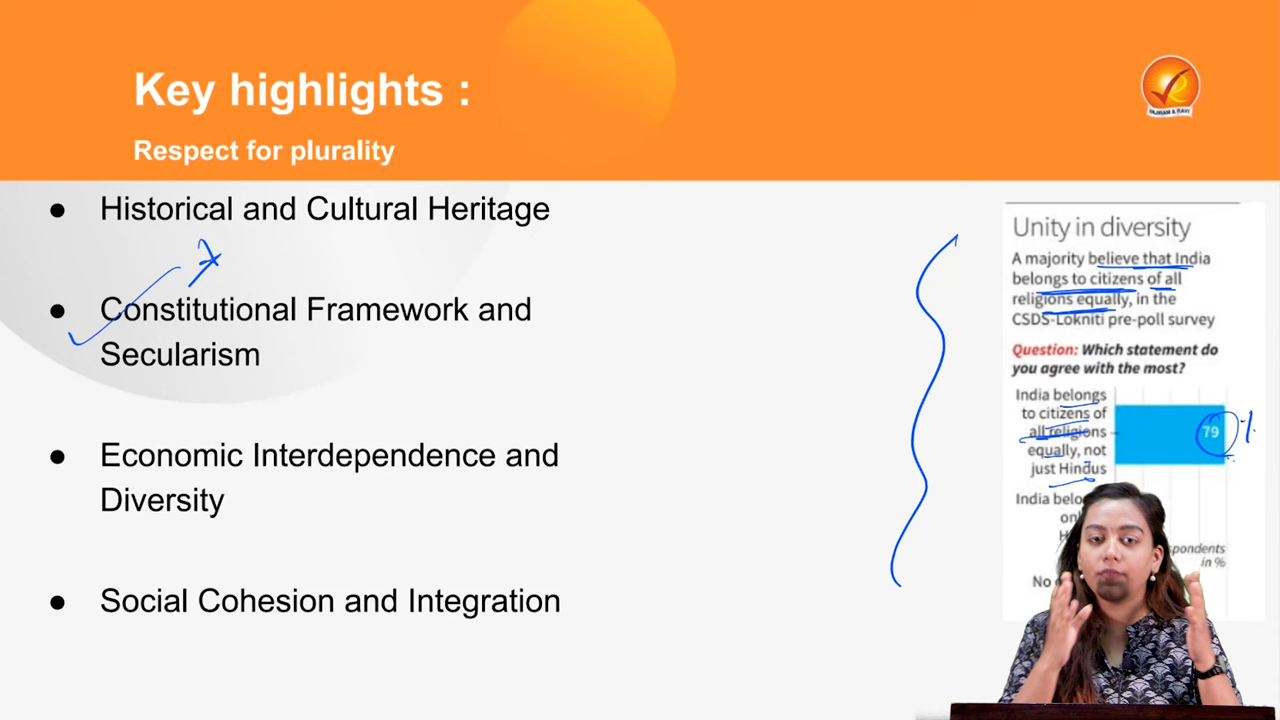 Key highlights :
Respect for plurality
VAJIRAM & RAVI
● Historical and Cultural Heritage
● Constitutional Framework and
Secularism
● Economic Interdependence and
Diversity
● Social Cohesion and Integration
Unity in diversity
A majority believe that India
belongs to citizens of all
religions equally, in the
CSDS-Lokniti pre-poll survey
Question: Which statement do
you agree with the most?
India belongs
to citizens of
all religions
equally, not
just Hindus
79 %
India
in %
No